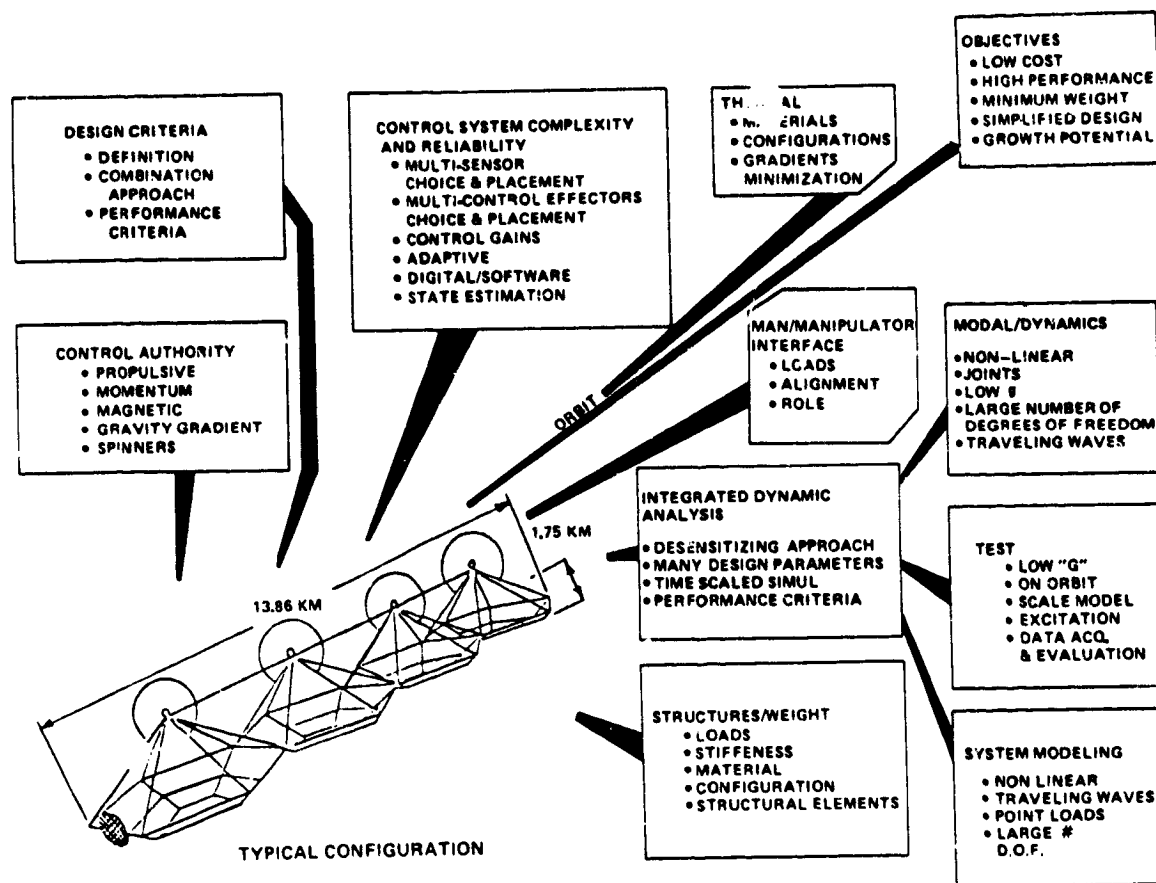 DESIGN CRITERIA
• DEFINITION
• COMBINATION
APPROACH
• PERFORMANCE
CRITERIA
CONTROL SYSTEM COMPLEXITY
AND RELIABILITY
• MULTI-SENSOR
CHOICE & PLACEMENT
• MULTI-CONTROL EFFECTORS
CHOICE & PLACEMENT
• CONTROL GAINS
• ADAPTIVE
• DIGITAL/SOFTWARE
• STATE ESTIMATION
• CONFIGURATIONS
• GRADIENTS
MINIMIZATION
OBJECTIVES
• LOW COST
• HIGH PERFORMANCE
• MINIMUM WEIGHT
• SIMPLIFIED DESIGN
• GROWTH POTENTIAL
CONTROL AUTHORITY
• PROPULSIVE
• MOMENTUM
• MAGNETIC
• GRAVITY GRADIENT
• SPINNERS
MAN/MANIPULATOR
INTERFACE
• LOADS
• ALIGNMENT
• ROLE
MODAL/DYNAMICS
• NON-LINEAR
• JOINTS
• LOW
• LARGE NUMBER OF
DEGREES OF FREEDOM
• TRAVELING WAVES
ORBIT
1.75 KM
13.86 KM
INTEGRATED DYNAMIC
ANALYSIS
• DESENSITIZING APPROACH
• MANY DESIGN PARAMETERS
• TIME SCALED SIMUL
• PERFORMANCE CRITERIA
TEST
• LOW "G"
• ON ORBIT
• SCALE MODEL
• EXCITATION
• DATA ACQ.
& EVALUATION
STRUCTURES/WEIGHT
• LOADS
• STIFFENESS
• MATERIAL
• CONFIGURATION
• STRUCTURAL ELEMENTS
SYSTEM MODELING
• NON LINEAR
• TRAVELING WAVES
• POINT LOADS
• LARGE #
D.O.F.
TYPICAL CONFIGURATION